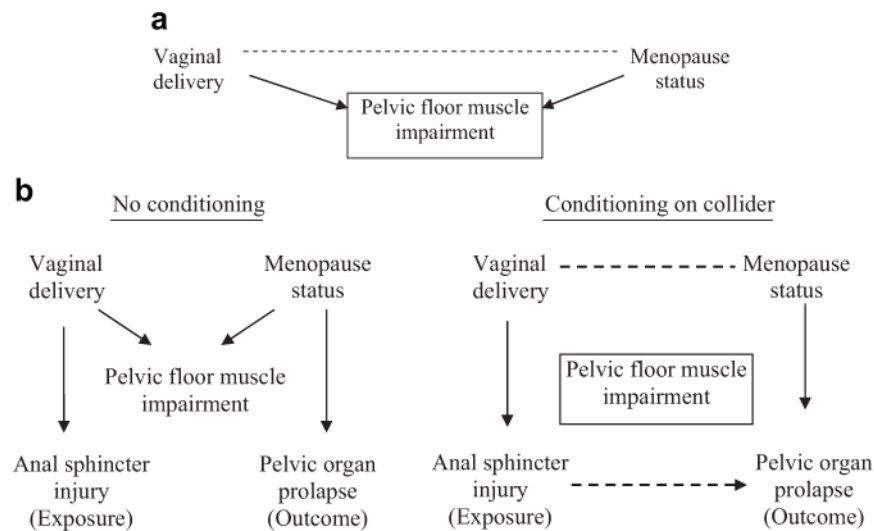 a
Vaginal
delivery
Menopause
status
Pelvic floor muscle
impairment
b
No conditioning
Vaginal
delivery
Menopause
status
Pelvic floor muscle
impairment
Anal sphincter
injury
(Exposure)
Pelvic organ
prolapse
(Outcome)
Conditioning on collider
Vaginal
delivery
Menopause
status
Pelvic floor muscle
impairment
Anal sphincter
injury
(Exposure)
Pelvic organ
prolapse
(Outcome)